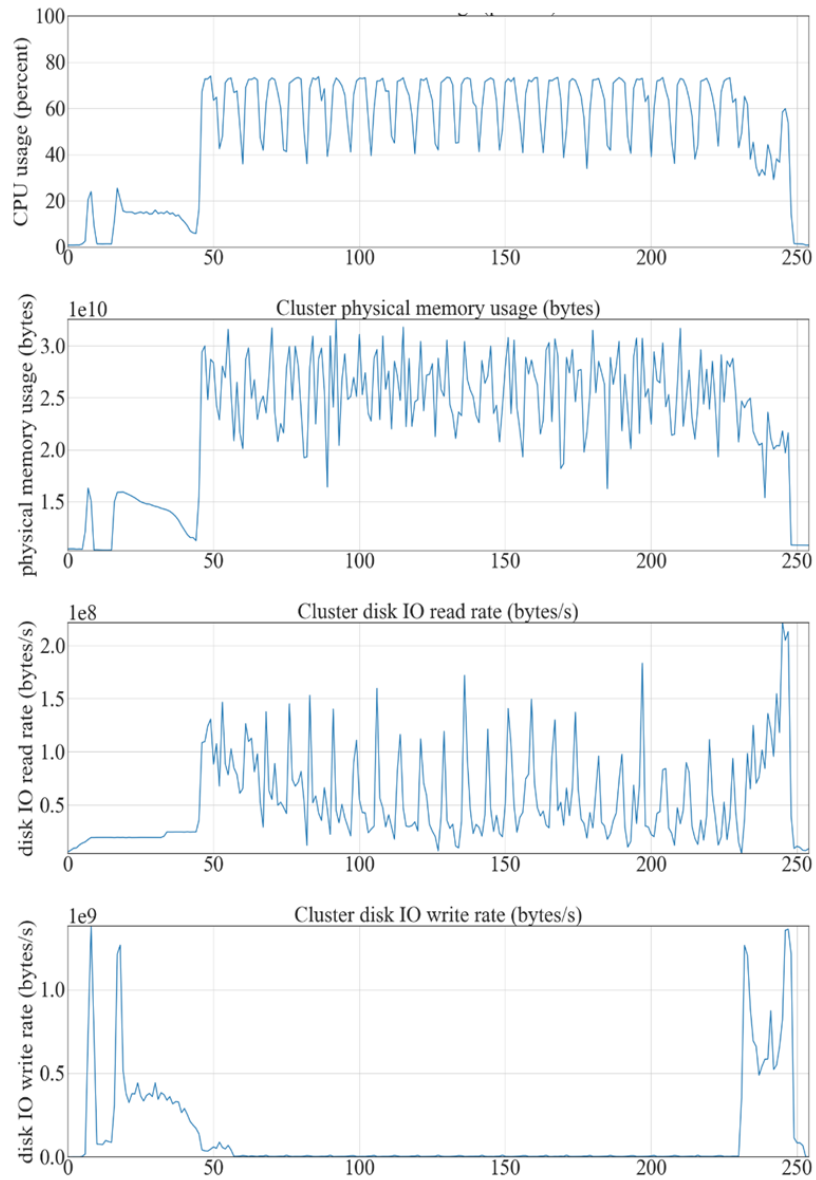 100
80
60
40
20
0
CPU usage (percent)
0 50 100 150 200 250
1e10
Cluster physical memory usage (bytes)
3.0
2.5
2.0
1.5
physical memory usage (bytes)
0 50 100 150 200 250
1e8
Cluster disk IO read rate (bytes/s)
2.0
1.5
1.0
0.5
disk IO read rate (bytes/s)
0 50 100 150 200 250
1e9
Cluster disk IO write rate (bytes/s)
1.0
0.5
0.0
disk IO write rate (bytes/s)
0 50 100 150 200 250